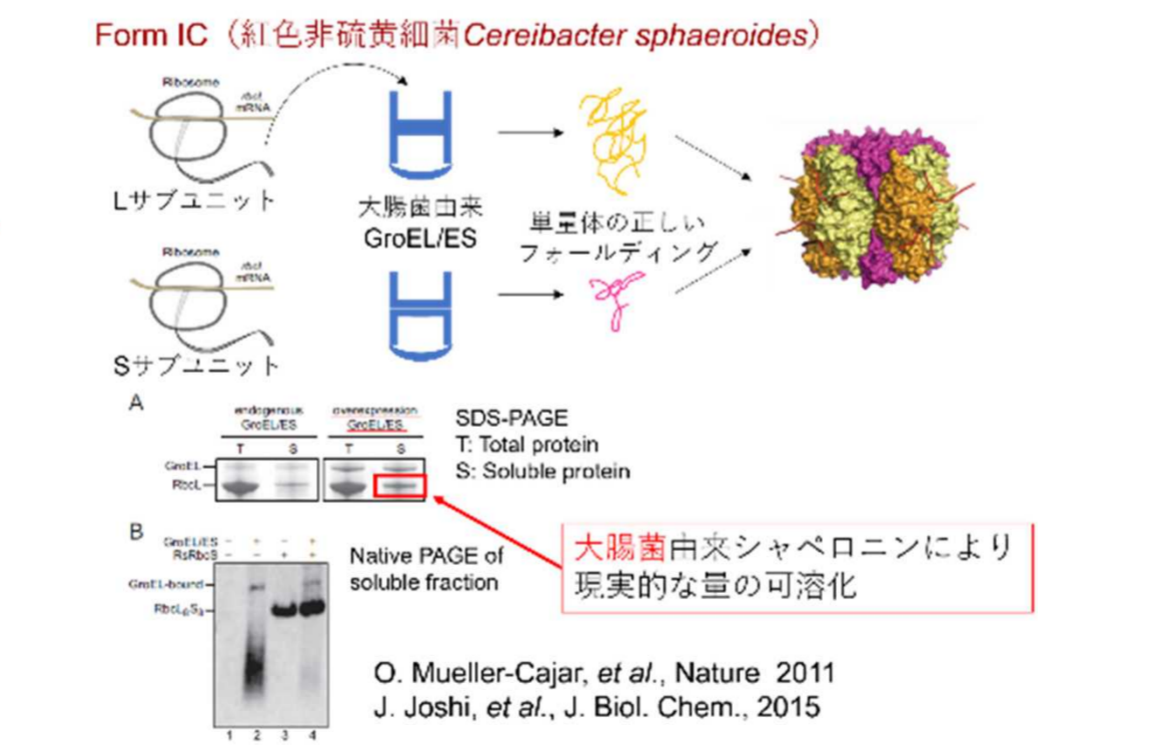 Form IC（紅色非硫黄細菌Cereibacter sphaeroides）
Ribosome
rbcL
mRNA
Lサブユニット
大腸菌由来
GroEL/ES
単量体の正しい
フォールディング
Ribosome
rbcL
mRNA
Sサブユニット
A
endogenous
GroEL/ES
overexpression
GroEL/ES
T S T S
GroEL
RbcL
SDS-PAGE
T: Total protein
S: Soluble protein
B
GroEL/ES - + - +
RsRbcS - - + +
GroEL-bound
RbcL₈S₈
1 2 3 4
Native PAGE of
soluble fraction
大腸菌由来シャペロニンにより
現実的な量の可溶化
O. Mueller-Cajar, et al., Nature 2011
J. Joshi, et al., J. Biol. Chem., 2015